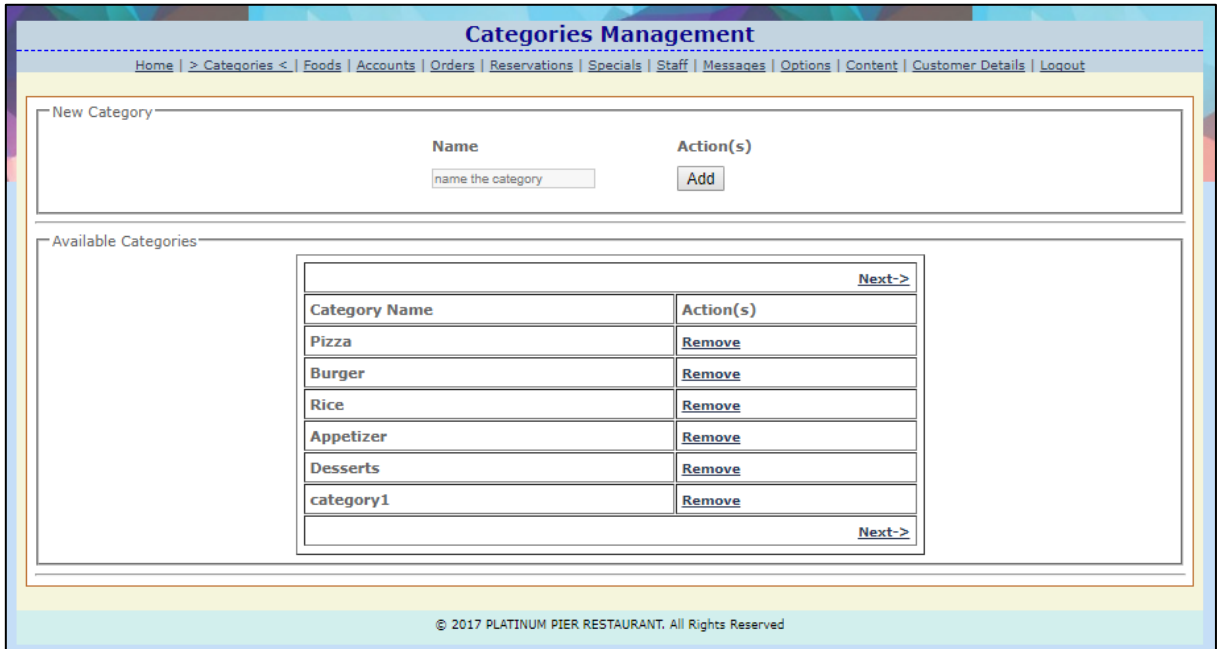 Categories Management
Home | > Categories < | Foods | Accounts | Orders | Reservations | Specials | Staff | Messages | Options | Content | Customer Details | Logout
New Category
Name Action(s)
name the category Add
Available Categories
Next->
Category Name Action(s)
Pizza Remove
Burger Remove
Rice Remove
Appetizer Remove
Desserts Remove
category1 Remove
Next->
© 2017 PLATINUM PIER RESTAURANT. All Rights Reserved